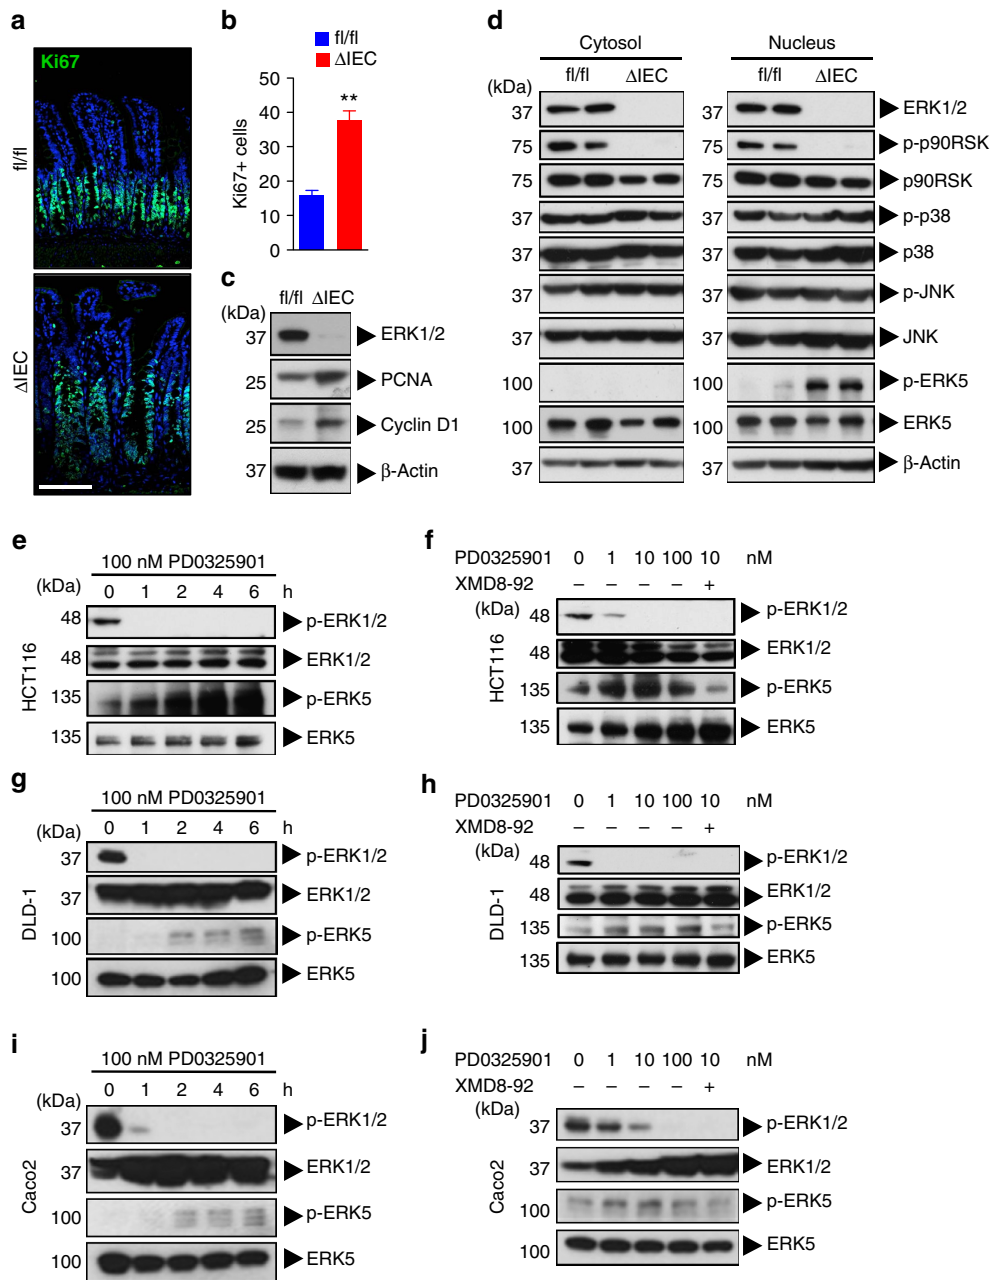 a
Ki67
fl/fl
ΔIEC
b
fl/fl
ΔIEC
Ki67+ cells
50
40
30
20
10
0
**
c
fl/fl ΔIEC
(kDa)
37 ERK1/2
25 PCNA
25 Cyclin D1
37 β-Actin
d
Cytosol Nucleus
fl/fl ΔIEC fl/fl ΔIEC
(kDa)
37 37 ERK1/2
75 75 p-p90RSK
75 75 p90RSK
37 37 p-p38
37 37 p38
37 37 p-JNK
37 37 JNK
100 100 p-ERK5
100 100 ERK5
37 37 β-Actin
e
100 nM PD0325901
(kDa) 0 1 2 4 6 h
HCT116
48 p-ERK1/2
48 ERK1/2
135 p-ERK5
135 ERK5
f
PD0325901 0 1 10 100 10 nM
XMD8-92 – – – – +
(kDa)
HCT116
48 p-ERK1/2
48 ERK1/2
135 p-ERK5
135 ERK5
g
100 nM PD0325901
(kDa) 0 1 2 4 6 h
DLD-1
37 p-ERK1/2
37 ERK1/2
100 p-ERK5
100 ERK5
h
PD0325901 0 1 10 100 10 nM
XMD8-92 – – – – +
(kDa)
DLD-1
48 p-ERK1/2
48 ERK1/2
135 p-ERK5
135 ERK5
i
100 nM PD0325901
(kDa) 0 1 2 4 6 h
Caco2
37 p-ERK1/2
37 ERK1/2
100 p-ERK5
100 ERK5
j
PD0325901 0 1 10 100 10 nM
XMD8-92 – – – – +
(kDa)
Caco2
37 p-ERK1/2
37 ERK1/2
100 p-ERK5
100 ERK5